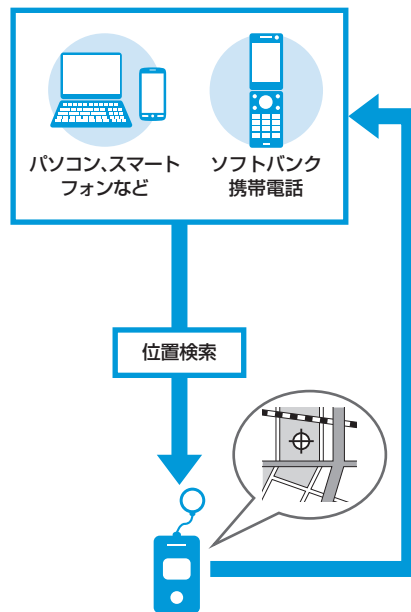 パソコン、スマート
フォンなど
ソフトバンク
携帯電話
位置検索